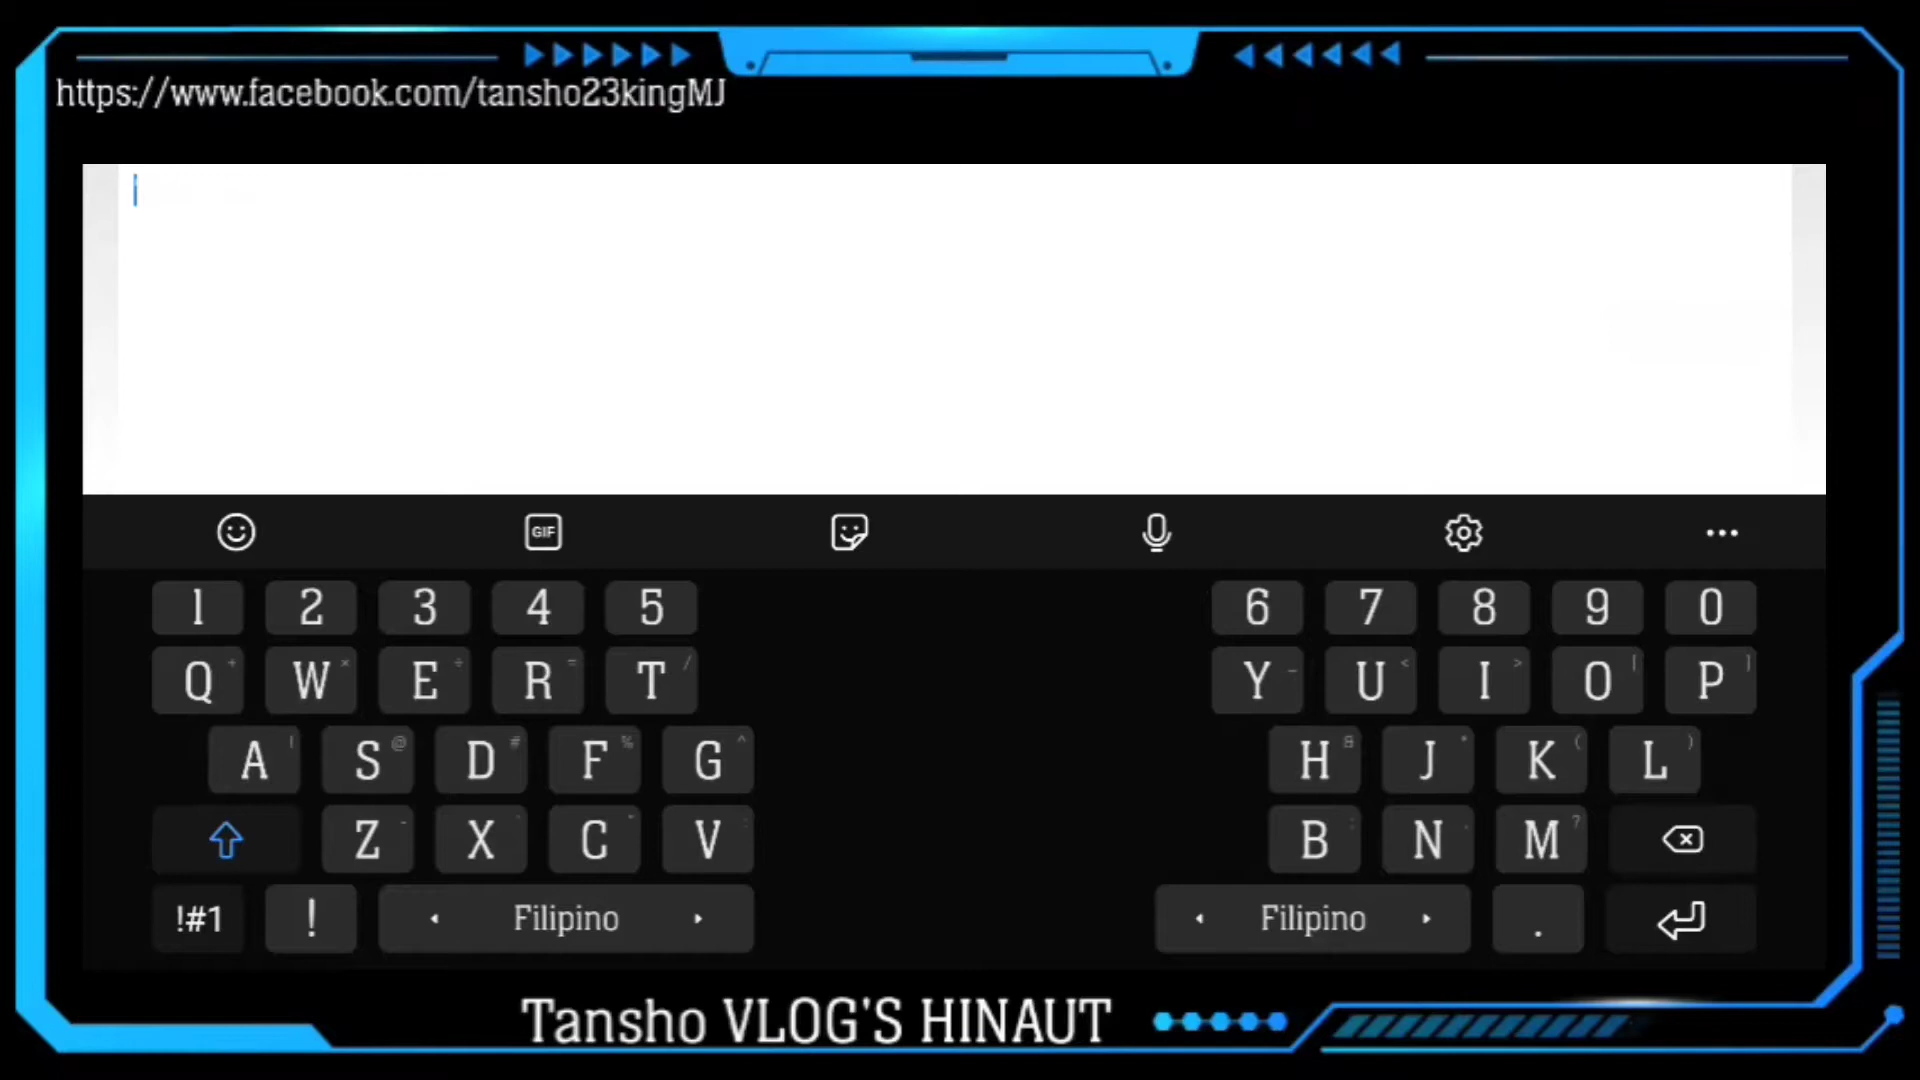 https://www.facebook.com/tansho23kingMJ
GIF
1 2 3 4 5 6 7 8 9 0
Q W E R T Y U I O P
A S D F G H J K L
Z X C V B N M
!#1 ! Filipino Filipino .
Tansho VLOG'S HINAUT